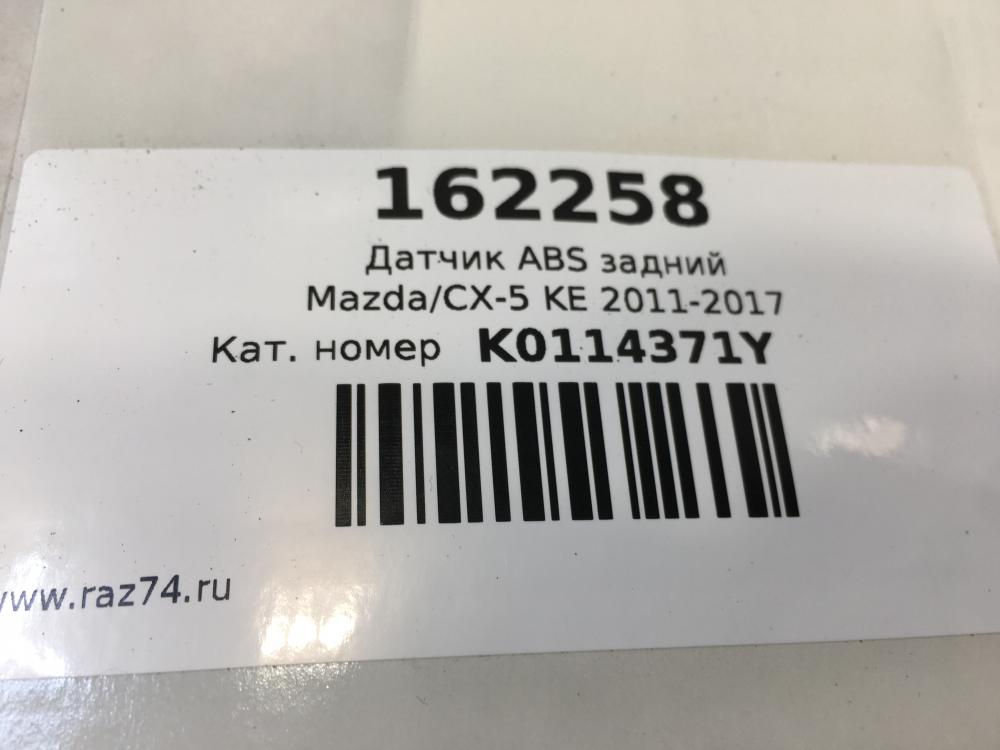 162258
Датчик ABS задний
Mazda/CX-5 KE 2011-2017
Кат. номер K0114371Y
www.raz74.ru